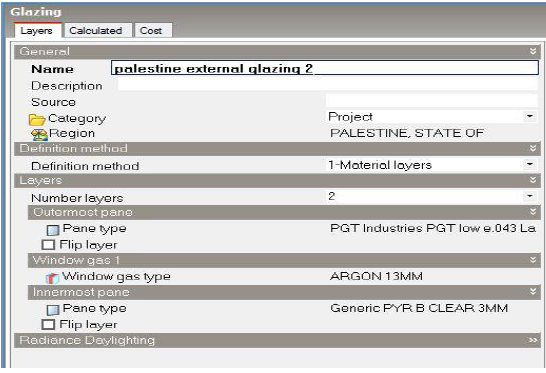 Glazing
Layers Calculated Cost
General
Name palestine external glazing 2
Description
Source
Category Project
Region PALESTINE, STATE OF
Definition method
Definition method 1-Material layers
Layers
Number layers 2
Outermost pane
Pane type PGT Industries PGT low e.043 La
Flip layer
Window gas 1
Window gas type ARGON 13MM
Innermost pane
Pane type Generic PYR B CLEAR 3MM
Flip layer
Radiance Daylighting